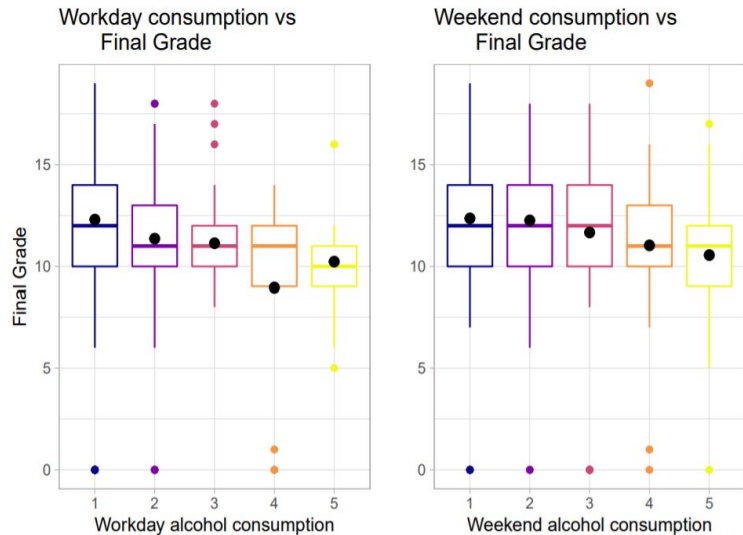 Workday consumption vs
Final Grade
Final Grade
15
10
5
0
1 2 3 4 5
Workday alcohol consumption
Weekend consumption vs
Final Grade
15
10
5
0
1 2 3 4 5
Weekend alcohol consumption